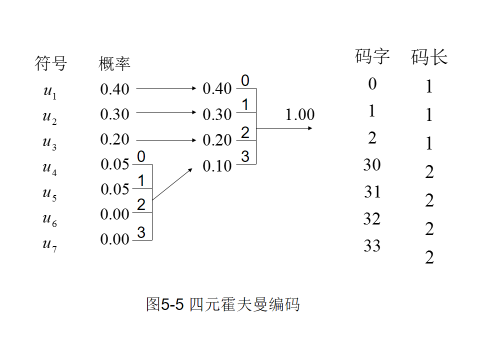 符号 概率 码字 码长
u1 0.40 0.40 0 0 1
u2 0.30 0.30 1 1.00 1 1
u3 0.20 0.20 2 2 1
u4 0.05 0 0.10 3 30 2
u5 0.05 1 31 2
u6 0.00 2 32 2
u7 0.00 3 33 2
图5-5 四元霍夫曼编码